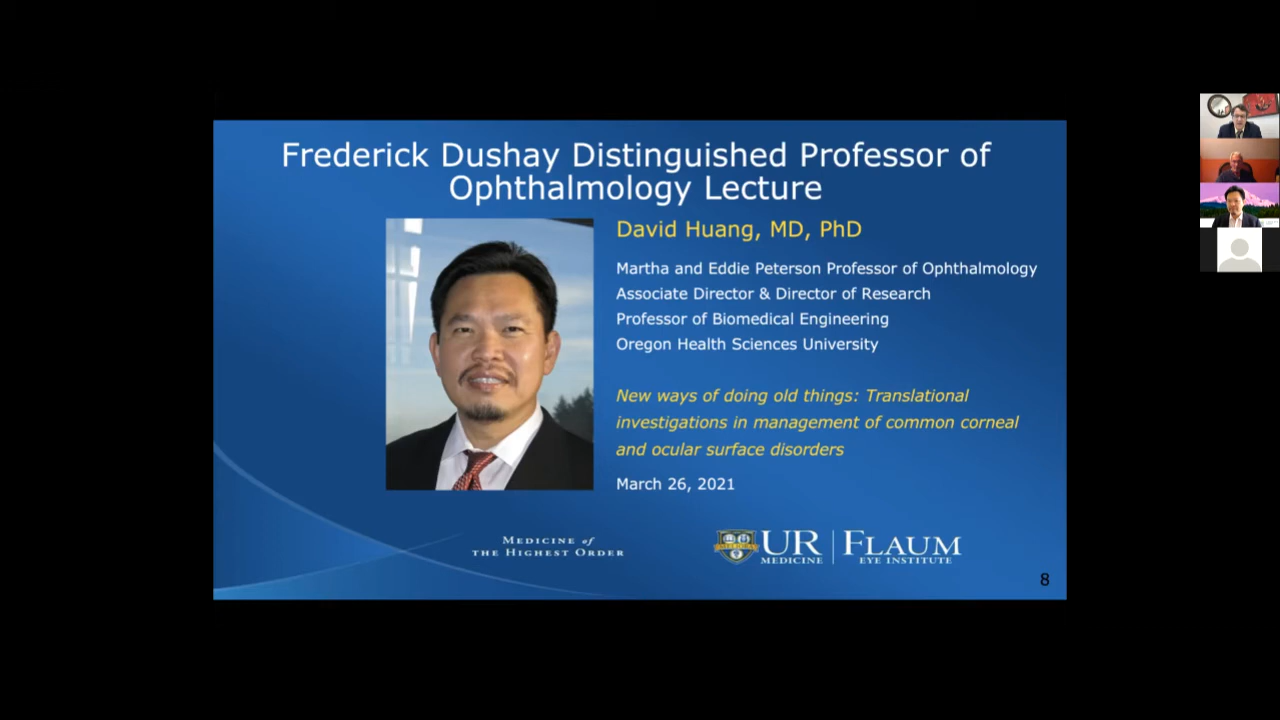 Frederick Dushay Distinguished Professor of
Ophthalmology Lecture
David Huang, MD, PhD
Martha and Eddie Peterson Professor of Ophthalmology
Associate Director & Director of Research
Professor of Biomedical Engineering
Oregon Health Sciences University
New ways of doing old things: Translational
investigations in management of common corneal
and ocular surface disorders
March 26, 2021
MEDICINE of
THE HIGHEST ORDER
MELIORA
UR
MEDICINE
FLAUM
EYE INSTITUTE
8